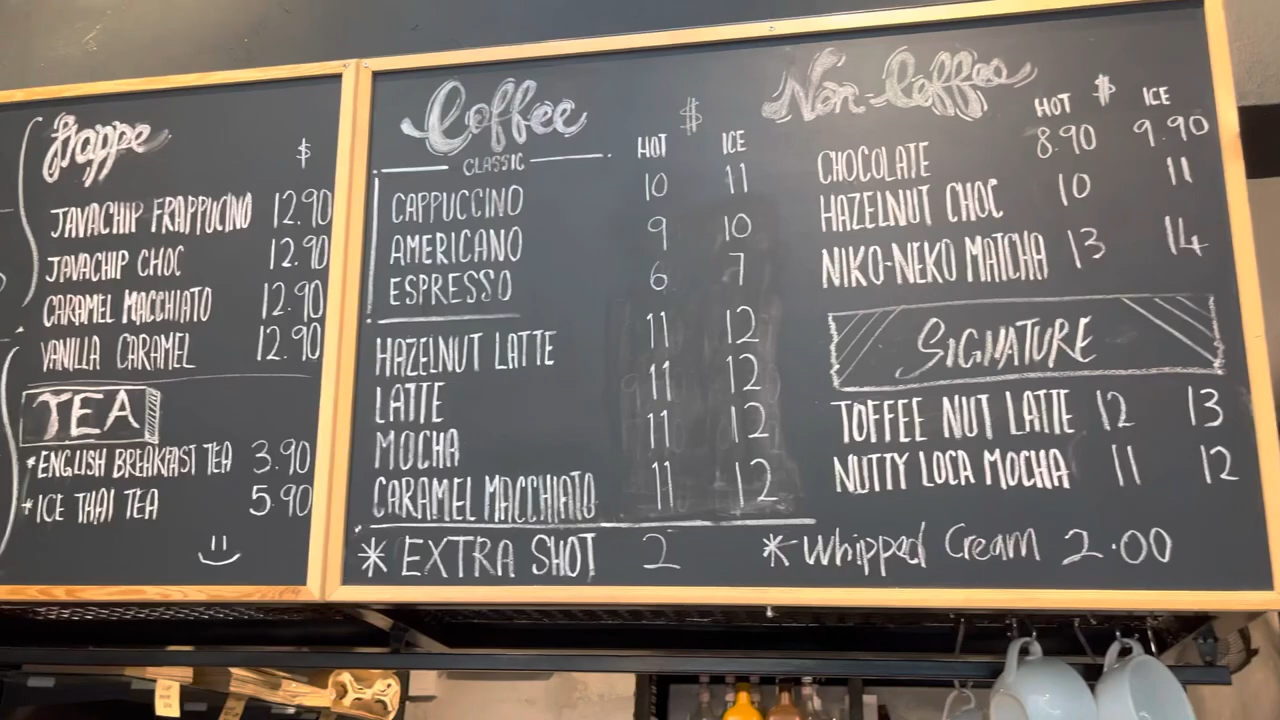 Frappe
$
JAVACHIP FRAPPUCINO 12.90
JAVACHIP CHOC 12.90
CARAMEL MACCHIATO 12.90
VANILLA CARAMEL 12.90
TEA
*ENGLISH BREAKFAST TEA 3.90
*ICE THAI TEA 5.90
Coffee
$
CLASSIC HOT ICE
CAPPUCCINO 10 11
AMERICANO 9 10
ESPRESSO 6 7
HAZELNUT LATTE 11 12
LATTE 11 12
MOCHA 11 12
CARAMEL MACCHIATO 11 12
*EXTRA SHOT 2
Non-Coffee
HOT $ ICE
CHOCOLATE 8.90 9.90
HAZELNUT CHOC 10 11
NIKO-NEKO MATCHA 13 14
SIGNATURE
TOFFEE NUT LATTE 12 13
NUTTY LOCA MOCHA 11 12
*Whipped Cream 2.00